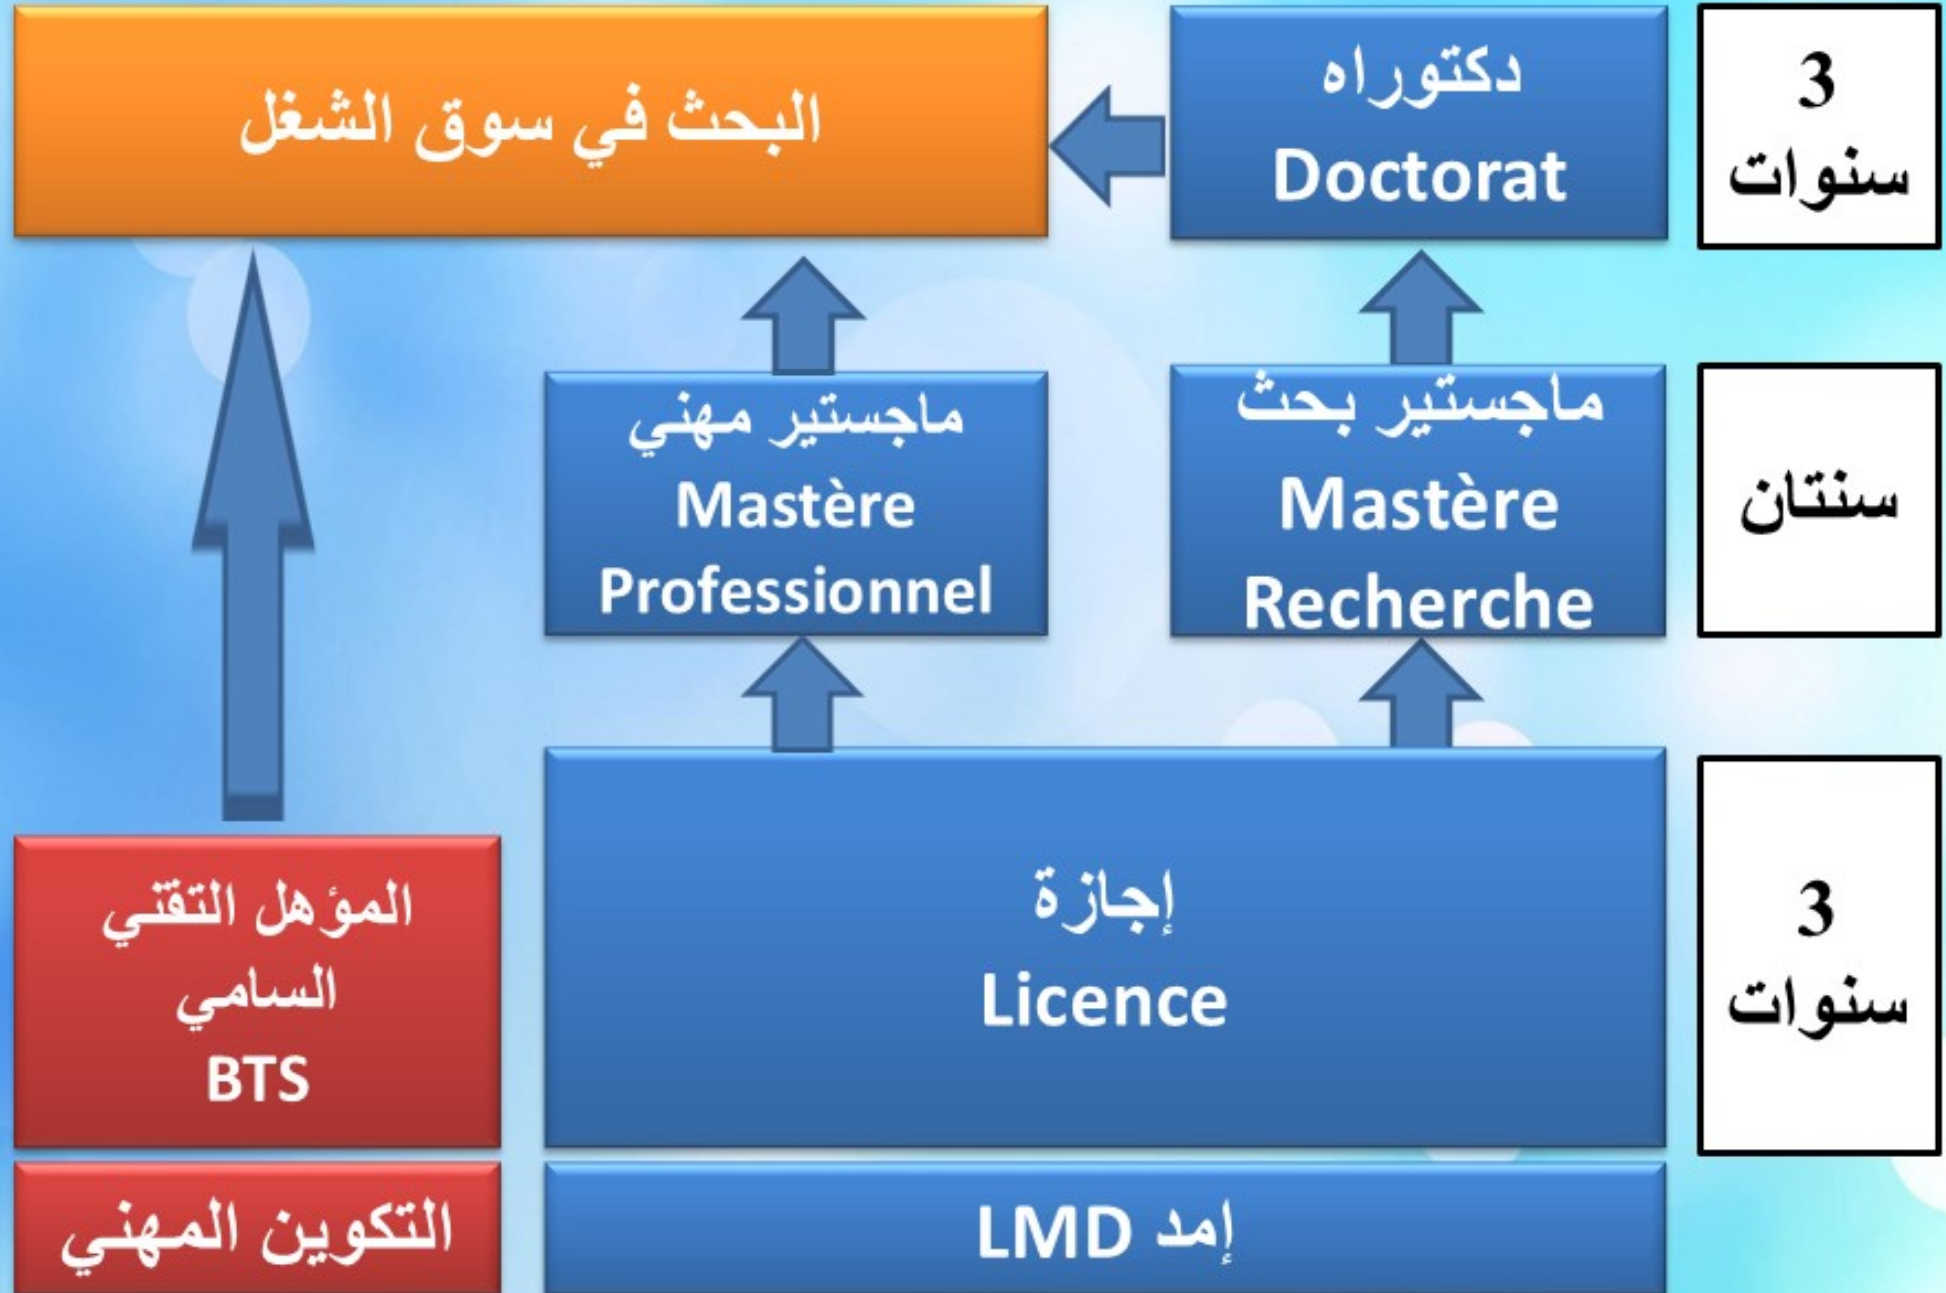 البحث في سوق الشغل
دكتوراه
Doctorat
3
سنوات
ماجستير مهني
Mastère
Professionnel
ماجستير بحث
Mastère
Recherche
سنتان
المؤهل التقني
السامي
BTS
إجازة
Licence
3
سنوات
التكوين المهني
إمد LMD